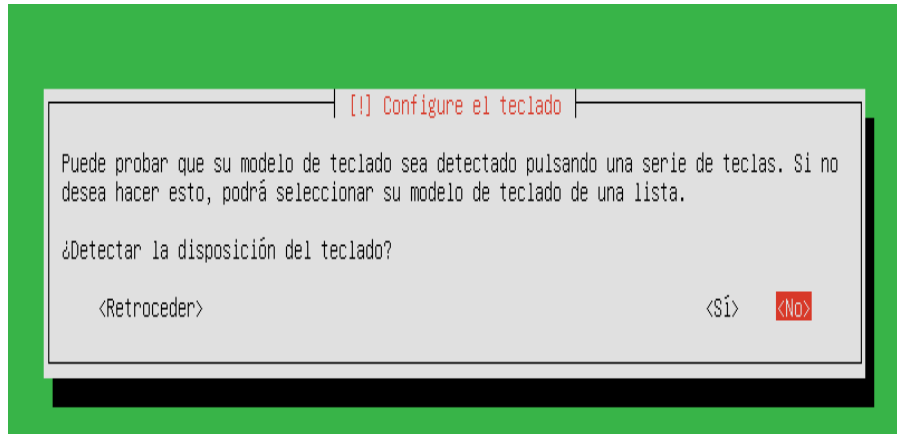 [!] Configure el teclado
Puede probar que su modelo de teclado sea detectado pulsando una serie de teclas. Si no
desea hacer esto, podrá seleccionar su modelo de teclado de una lista.
¿Detectar la disposición del teclado?
<Retroceder> <Sí> <No>